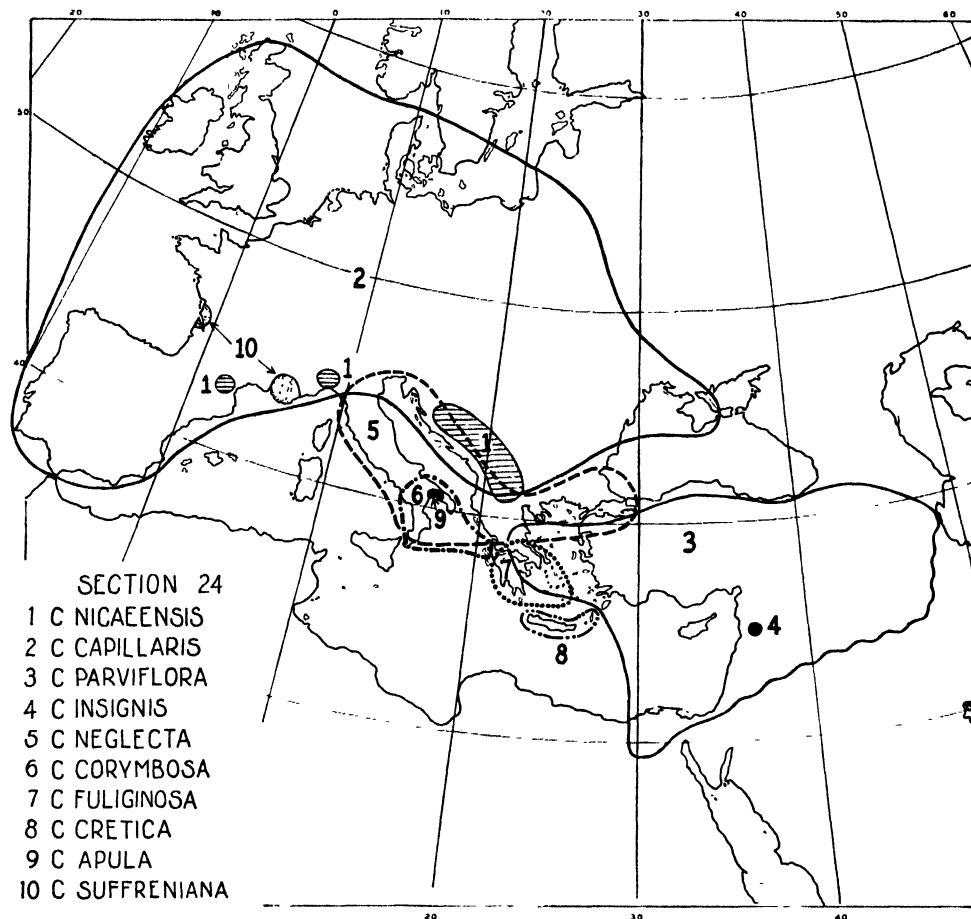 20 10 0 10 20 30 40 50 60
50
2
10
1
1
40
5
1
6
9
3
7
4
8
SECTION 24
1 C NICAEENSIS
2 C CAPILLARIS
3 C PARVIFLORA
4 C INSIGNIS
5 C NEGLECTA
6 C CORYMBOSA
7 C FULIGINOSA
8 C CRETICA
9 C APULA
10 C SUFFRENIANA
20 30 40